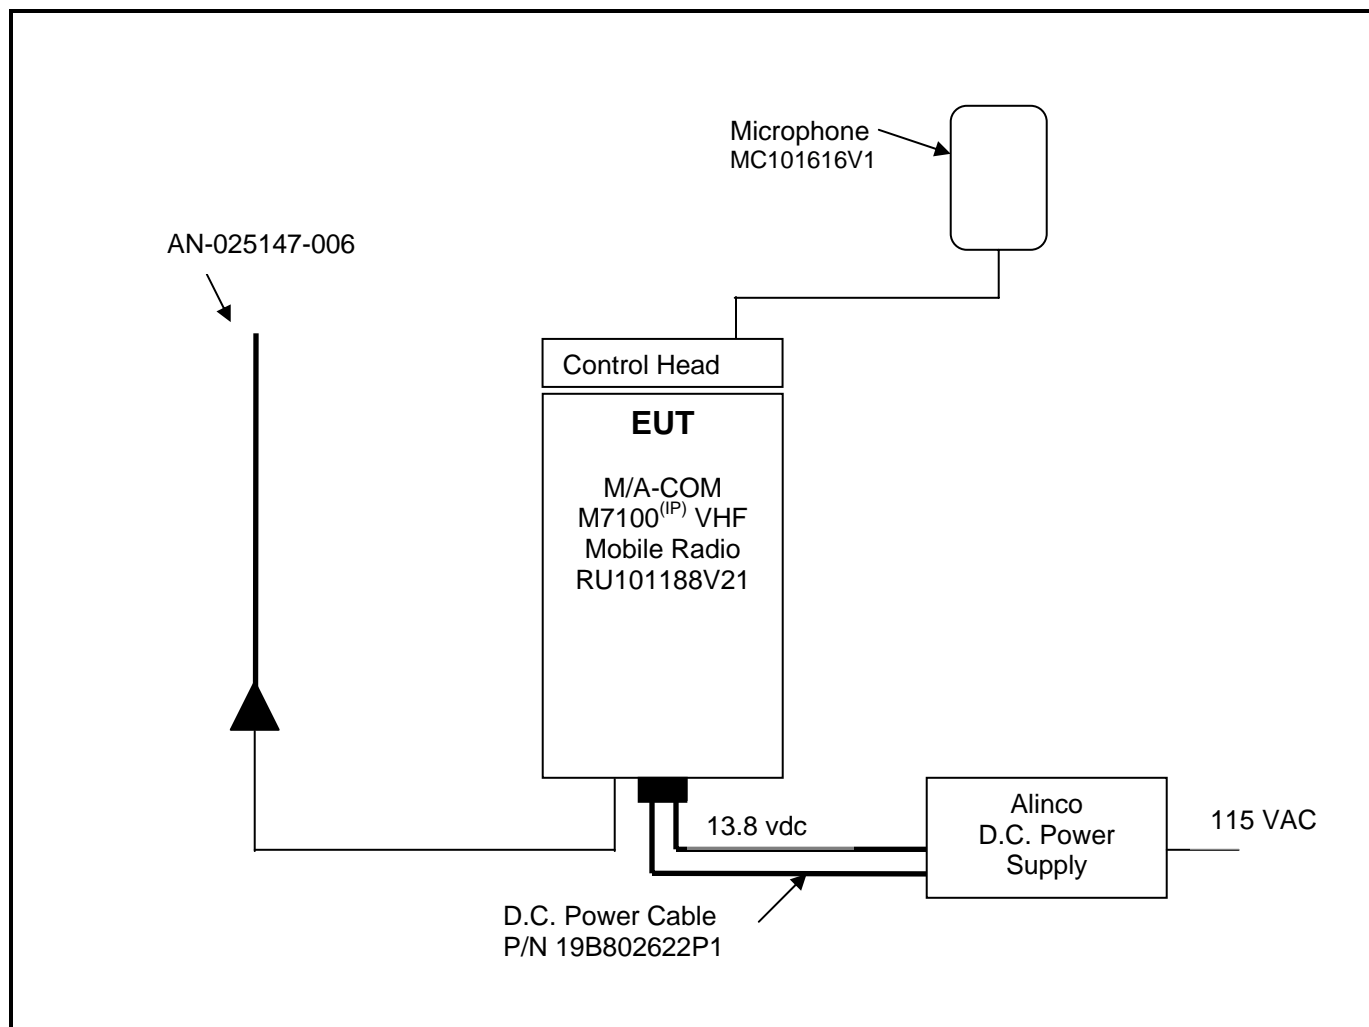 Microphone
MC101616V1
AN-025147-006
Control Head
EUT
M/A-COM
M7100(IP) VHF
Mobile Radio
RU101188V21
13.8 vdc
Alinco
D.C. Power
Supply
115 VAC
D.C. Power Cable
P/N 19B802622P1